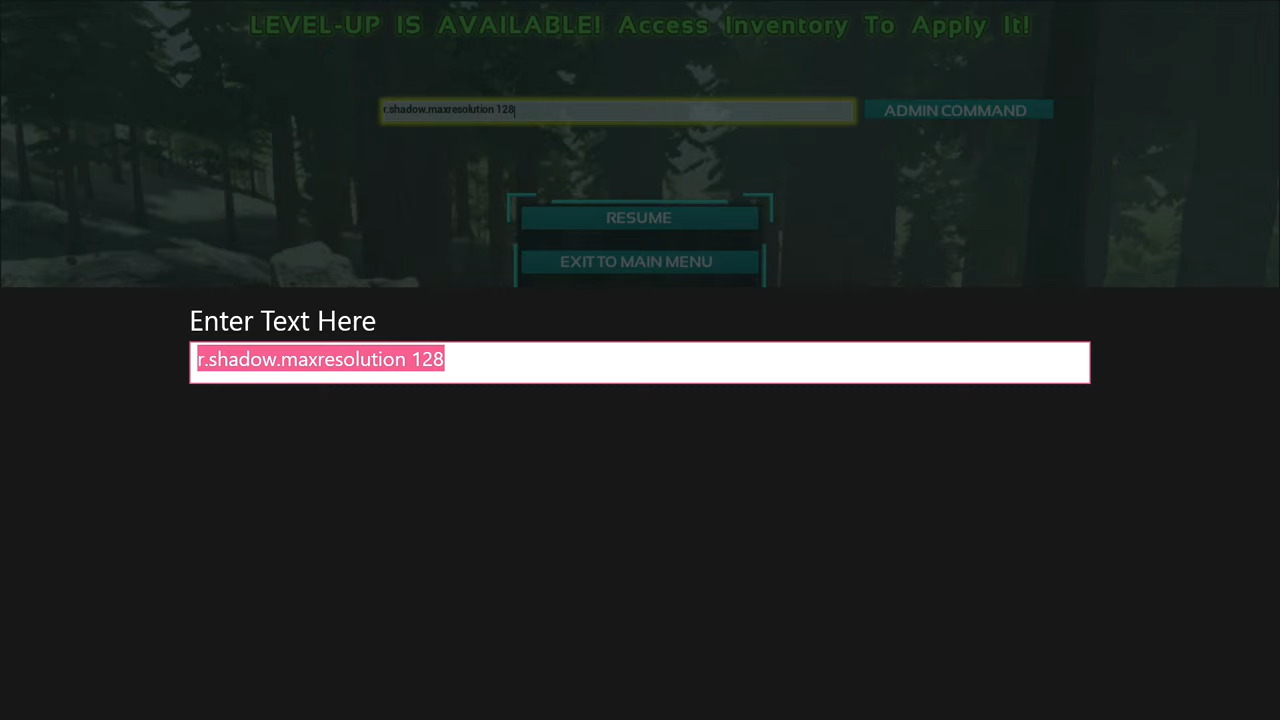 LEVEL-UP IS AVAILABLE! Access Inventory To Apply It!
r.shadow.maxresolution 128
ADMIN COMMAND
RESUME
EXIT TO MAIN MENU
Enter Text Here
r.shadow.maxresolution 128